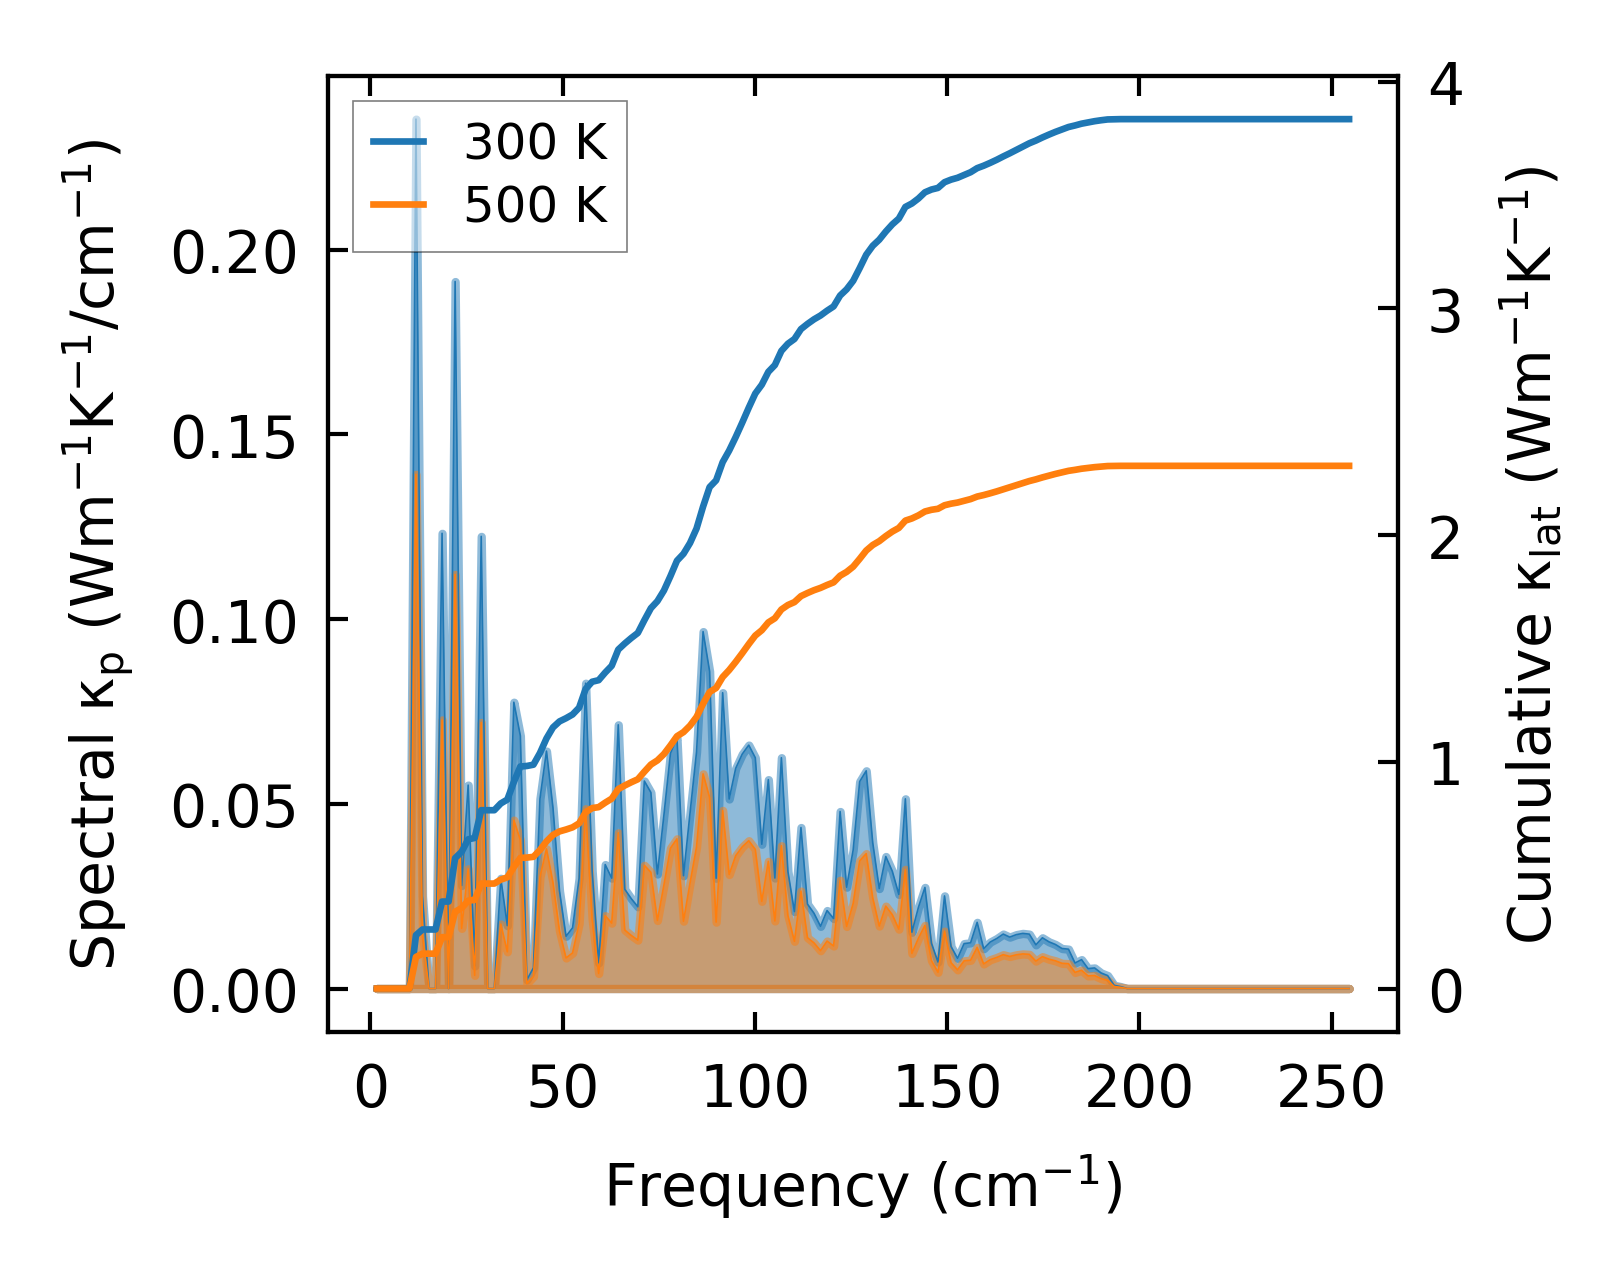 300 K
500 K
0.20
0.15
0.10
0.05
0.00
Spectral κₚ (Wm⁻¹K⁻¹/cm⁻¹)
4
3
2
1
0
Cumulative κₗₐₜ (Wm⁻¹K⁻¹)
0 50 100 150 200 250
Frequency (cm⁻¹)